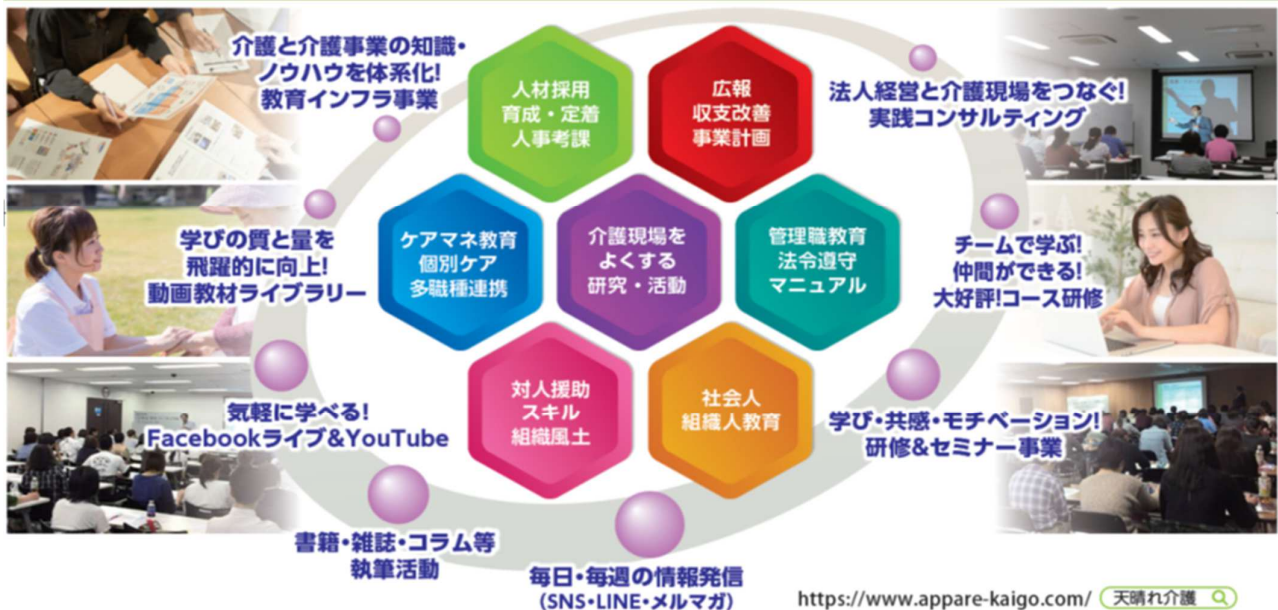 介護と介護事業の知識・
ノウハウを体系化!
教育インフラ事業
学びの質と量を
飛躍的に向上!
動画教材ライブラリー
気軽に学べる!
Facebookライブ&YouTube
書籍・雑誌・コラム等
執筆活動
毎日・毎週の情報発信
(SNS・LINE・メルマガ)
人材採用
育成・定着
人事考課
広報
収支改善
事業計画
ケアマネ教育
個別ケア
多職種連携
介護現場を
よくする
研究・活動
管理職教育
法令遵守
マニュアル
対人援助
スキル
組織風土
社会人
組織人教育
法人経営と介護現場をつなぐ!
実践コンサルティング
チームで学ぶ!
仲間ができる!
大好評!コース研修
学び・共感・モチベーション!
研修&セミナー事業
https://www.appare-kaigo.com/
天晴れ介護